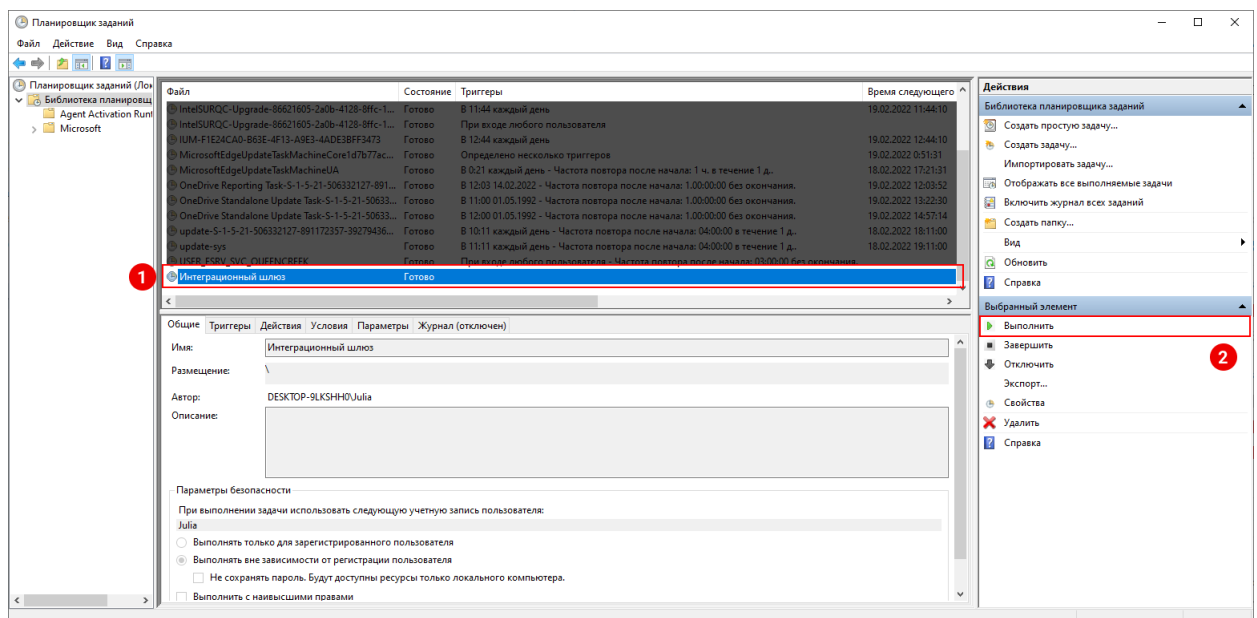 Планировщик заданий
Файл Действие Вид Справка
Планировщик заданий (Лок
Библиотека планировщ
Agent Activation Runt
Microsoft
Файл Состояние Триггеры Время следующего
IntelSURQC-Upgrade-86621605-2a0b-4128-8ffc-1... Готово В 11:44 каждый день 19.02.2022 11:44:10
IntelSURQC-Upgrade-86621605-2a0b-4128-8ffc-1... Готово При входе любого пользователя
IUM-F1E24CA0-B63E-4F13-A9E3-4ADE3BFF3473 Готово В 12:44 каждый день 19.02.2022 12:44:10
MicrosoftEdgeUpdateTaskMachineCore1d7b77ac... Готово Определено несколько триггеров 19.02.2022 0:51:31
MicrosoftEdgeUpdateTaskMachineUA Готово В 0:21 каждый день - Частота повтора после начала: 1 ч. в течение 1 д.. 18.02.2022 17:21:31
OneDrive Reporting Task-S-1-5-21-506332127-891... Готово В 12:03 14.02.2022 - Частота повтора после начала: 1.00:00:00 без окончания. 19.02.2022 12:03:52
OneDrive Standalone Update Task-S-1-5-21-50633... Готово В 11:00 01.05.1992 - Частота повтора после начала: 1.00:00:00 без окончания. 19.02.2022 13:22:30
OneDrive Standalone Update Task-S-1-5-21-50633... Готово В 12:00 01.05.1992 - Частота повтора после начала: 1.00:00:00 без окончания. 19.02.2022 14:57:14
update-S-1-5-21-506332127-891172357-39279436... Готово В 10:11 каждый день - Частота повтора после начала: 04:00:00 в течение 1 д.. 18.02.2022 18:11:00
update-sys Готово В 11:11 каждый день - Частота повтора после начала: 04:00:00 в течение 1 д.. 18.02.2022 19:11:00
USER_ESRV_SVC_QUEENCREEK Готово При входе любого пользователя - Частота повтора после начала: 03:00:00 без окончания.
1 Интеграционный шлюз Готово
Общие Триггеры Действия Условия Параметры Журнал (отключен)
Имя: Интеграционный шлюз
Размещение: \
Автор: DESKTOP-9LKSHH0\Julia
Описание:
Параметры безопасности
При выполнении задачи использовать следующую учетную запись пользователя:
Julia
Выполнять только для зарегистрированного пользователя
Выполнять вне зависимости от регистрации пользователя
Не сохранять пароль. Будут доступны ресурсы только локального компьютера.
Выполнить с наивысшими правами
Действия
Библиотека планировщика заданий
Создать простую задачу...
Создать задачу...
Импортировать задачу...
Отображать все выполняемые задачи
Включить журнал всех заданий
Создать папку...
Вид
Обновить
Справка
Выбранный элемент
Выполнить
Завершить
2
Отключить
Экспорт...
Свойства
Удалить
Справка